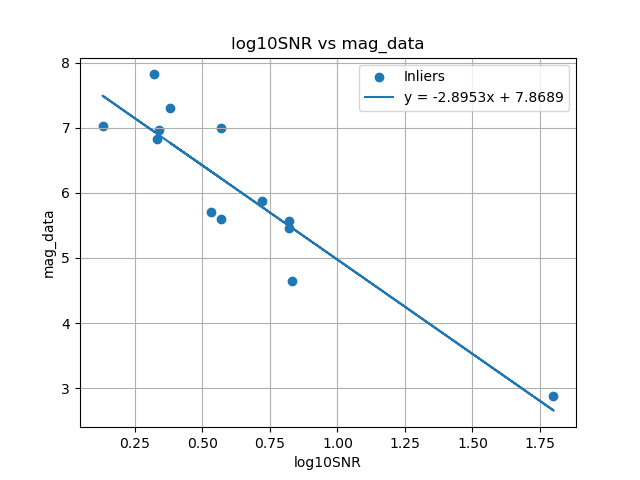 log10SNR vs mag_data
Inliers
y = -2.8953x + 7.8689
8
7
6
5
4
3
mag_data
0.25 0.50 0.75 1.00 1.25 1.50 1.75
log10SNR